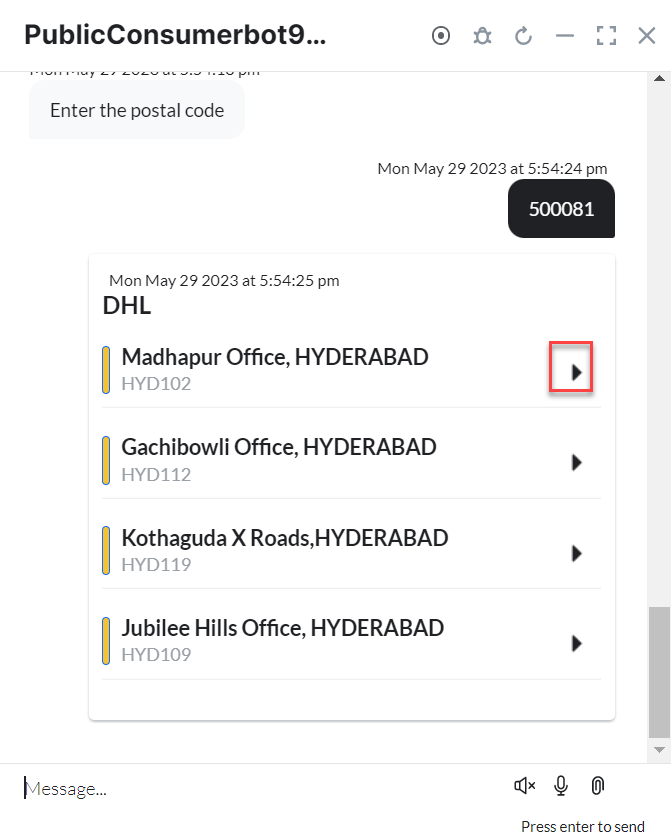 PublicConsumerbot9...
Enter the postal code
Mon May 29 2023 at 5:54:24 pm
500081
Mon May 29 2023 at 5:54:25 pm
DHL
Madhapur Office, HYDERABAD
HYD102
Gachibowli Office, HYDERABAD
HYD112
Kothaguda X Roads,HYDERABAD
HYD119
Jubilee Hills Office, HYDERABAD
HYD109
Message...
Press enter to send